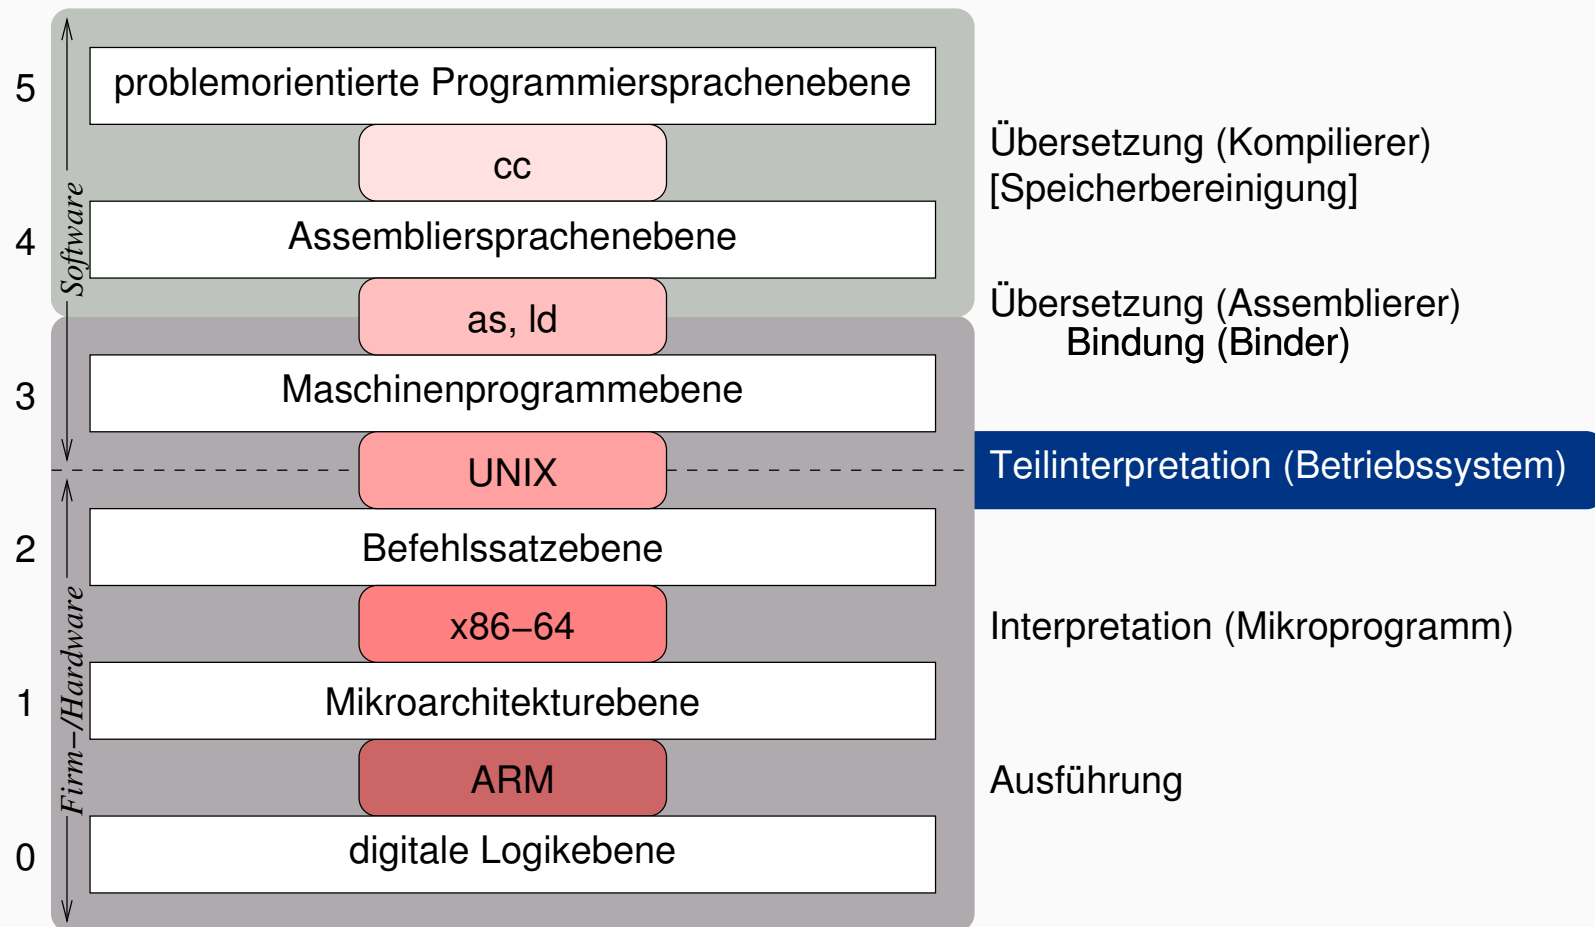 5
problemorientierte Programmiersprachenebene
cc
Übersetzung (Kompilierer)
[Speicherbereinigung]
4
Assembliersprachenebene
Software
as, ld
Übersetzung (Assemblierer)
Bindung (Binder)
3
Maschinenprogrammebene
UNIX
Teilinterpretation (Betriebssystem)
2
Befehlssatzebene
x86–64
Interpretation (Mikroprogramm)
Firm–/Hardware
1
Mikroarchitekturebene
ARM
Ausführung
0
digitale Logikebene